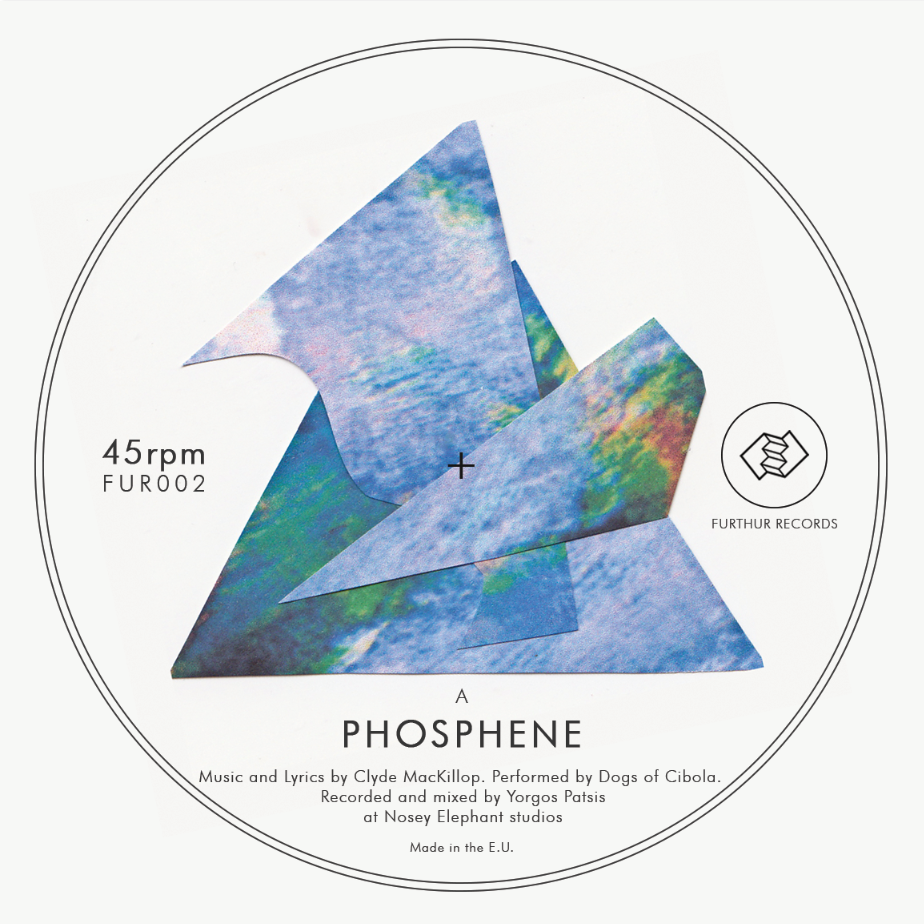 45rpm
FUR002
FURTHUR RECORDS
A
PHOSPHENE
Music and Lyrics by Clyde MacKillop. Performed by Dogs of Cibola.
Recorded and mixed by Yorgos Patsis
at Nosey Elephant studios
Made in the E.U.